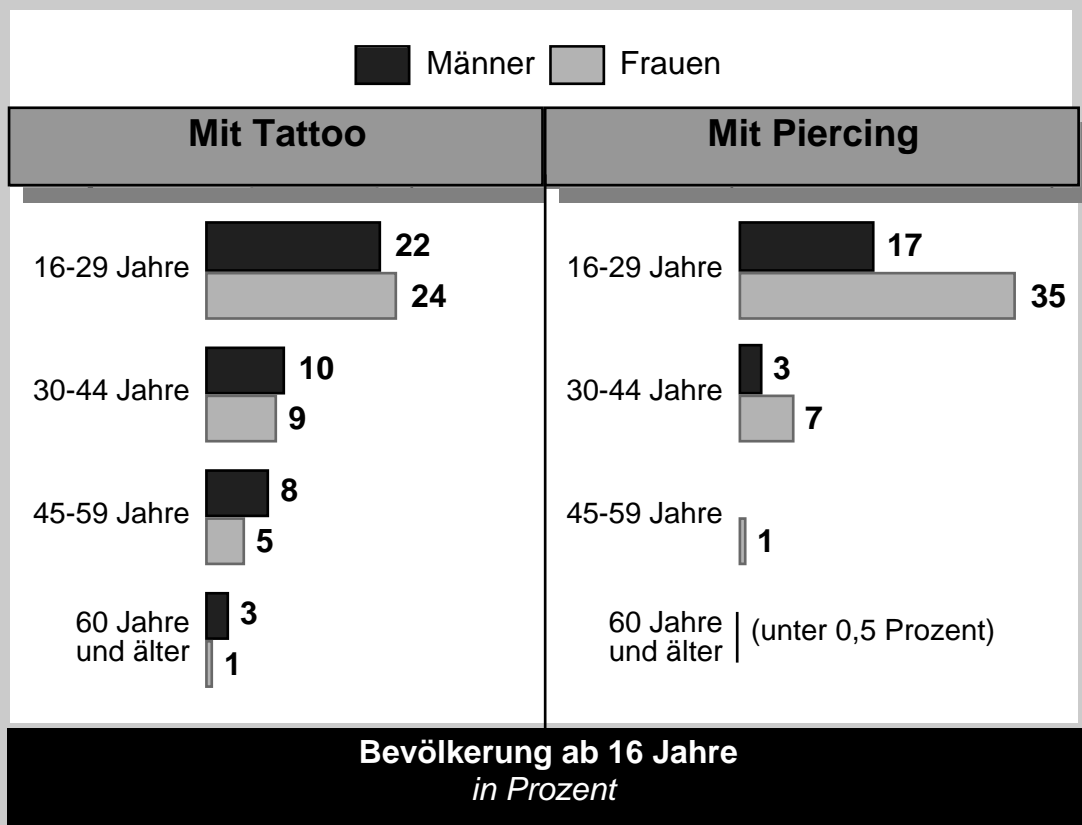 Männer Frauen
Mit Tattoo
Mit Piercing
16-29 Jahre
22
24
30-44 Jahre
10
9
45-59 Jahre
8
5
60 Jahre
und älter
3
1
16-29 Jahre
17
35
30-44 Jahre
3
7
45-59 Jahre
1
60 Jahre
und älter
(unter 0,5 Prozent)
Bevölkerung ab 16 Jahre
in Prozent